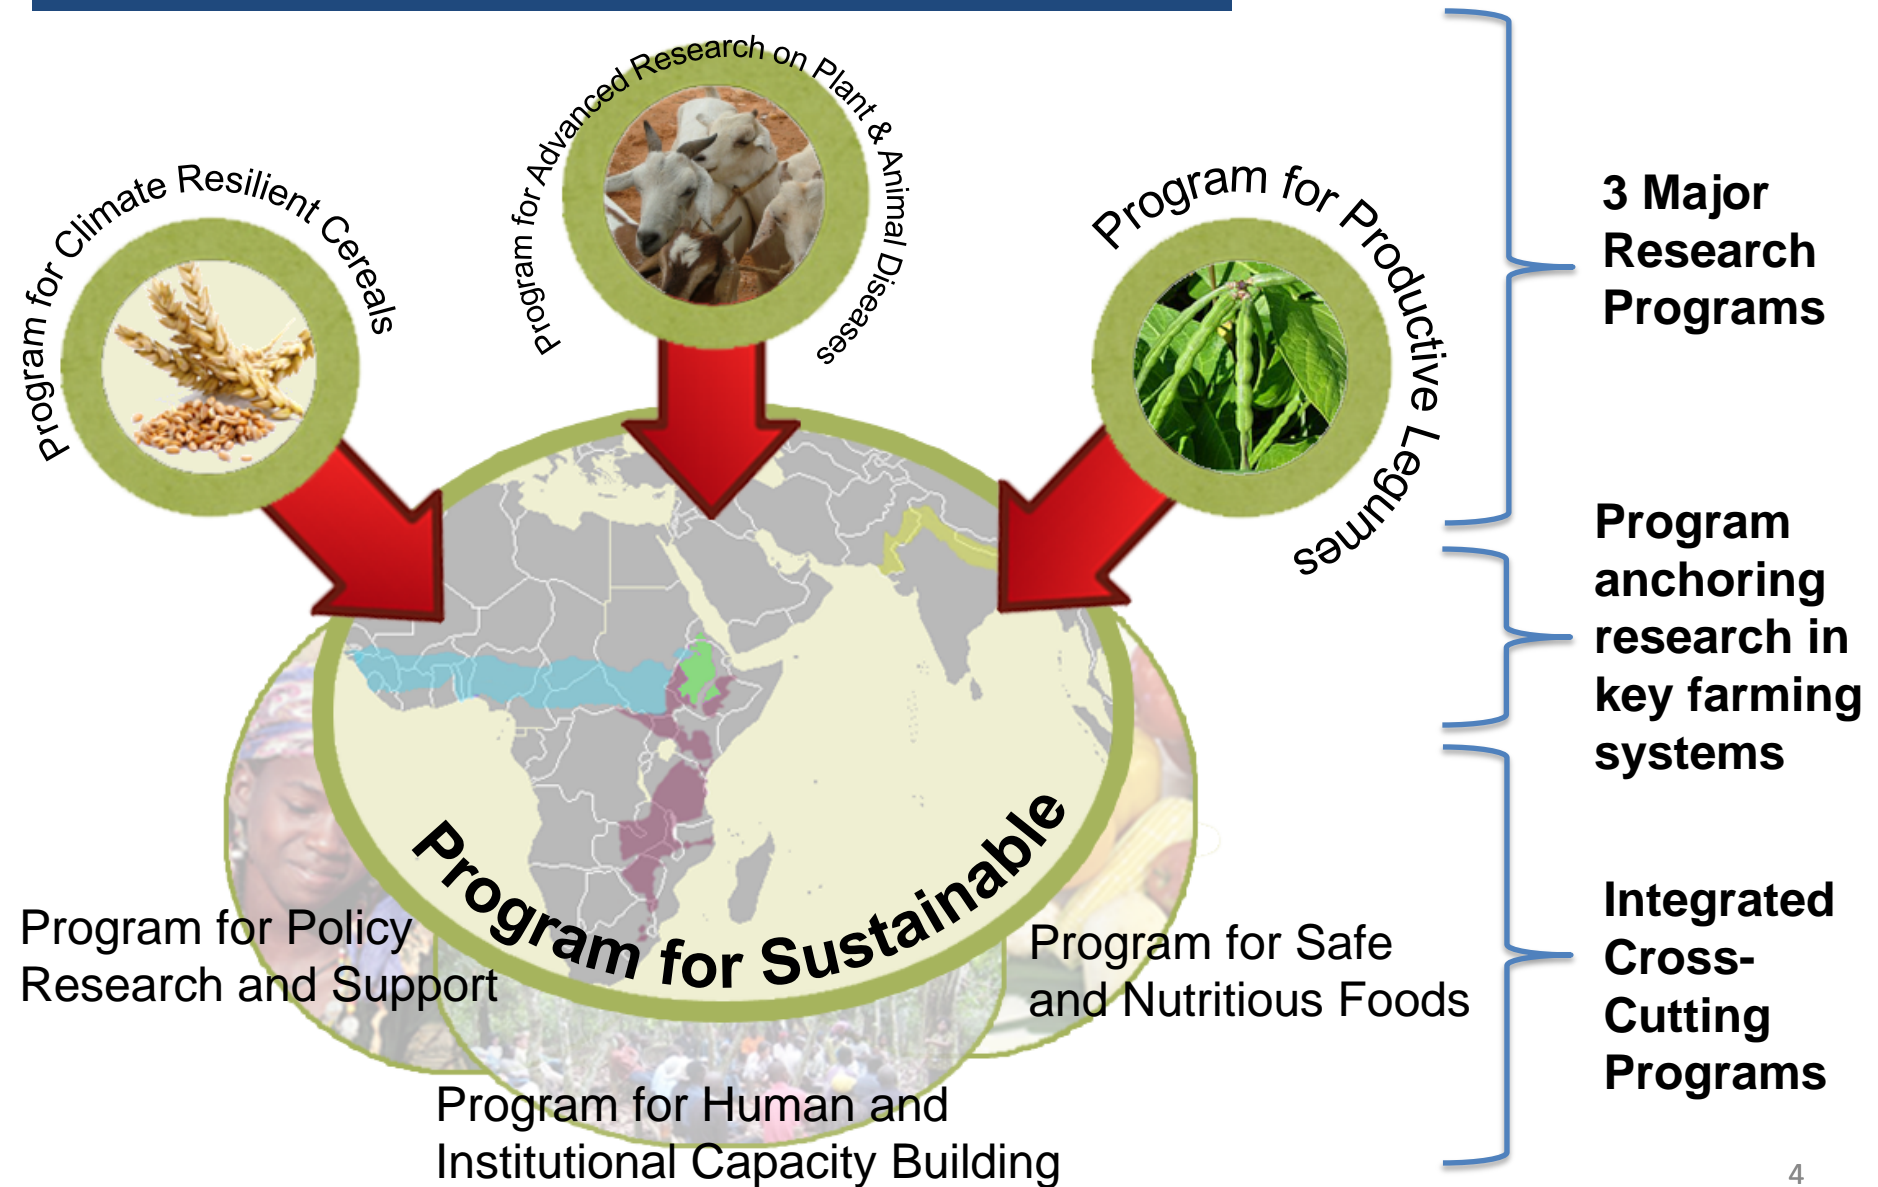 Program for Climate Resilient Cereals
Program for Advanced Research on Plant & Animal Diseases
Program for Productive Legumes
3 Major
Research
Programs
Program
anchoring
research in
key farming
systems
Program for Sustainable
Program for Policy
Research and Support
Program for Safe
and Nutritious Foods
Program for Human and
Institutional Capacity Building
Integrated
Cross-
Cutting
Programs
4